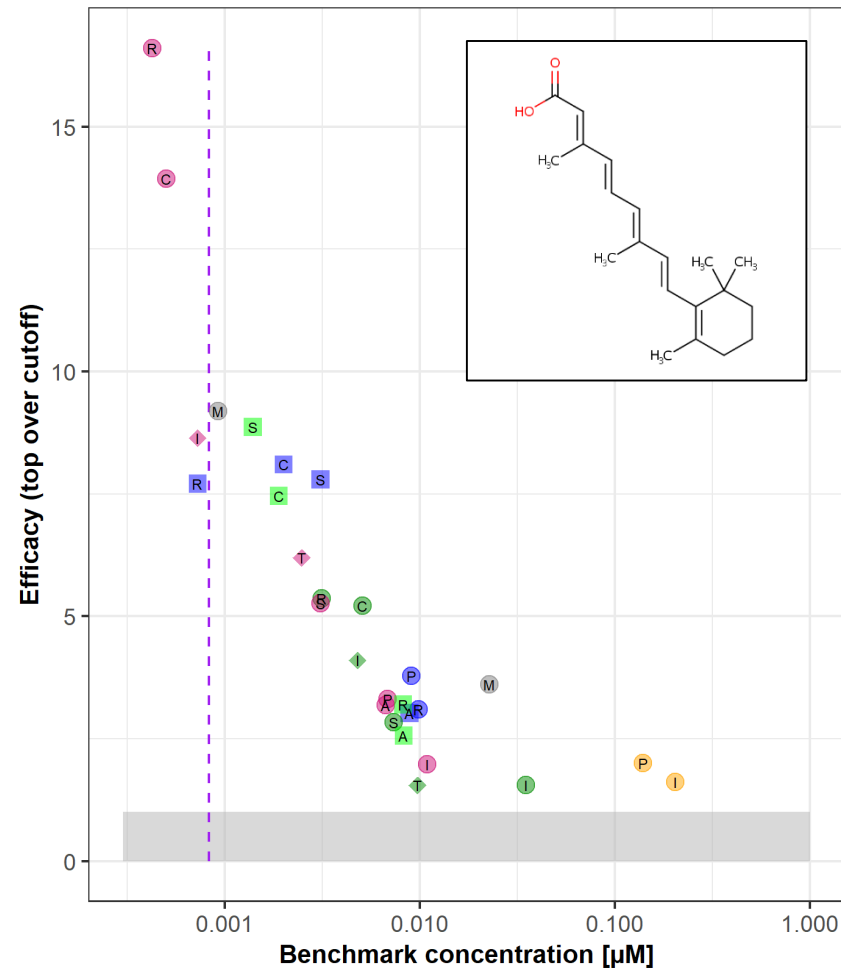 R
15
C
O
HO
H₃C
H₃C
H₃C CH₃
H₃C
10
M
S
I
C
R
S
C
T
5
R
S
C
I
P
M
P
A
R
A
R
S
A
I
P
T
I
I
0
0.001 0.010 0.100 1.000
Benchmark concentration [µM]
Efficacy (top over cutoff)